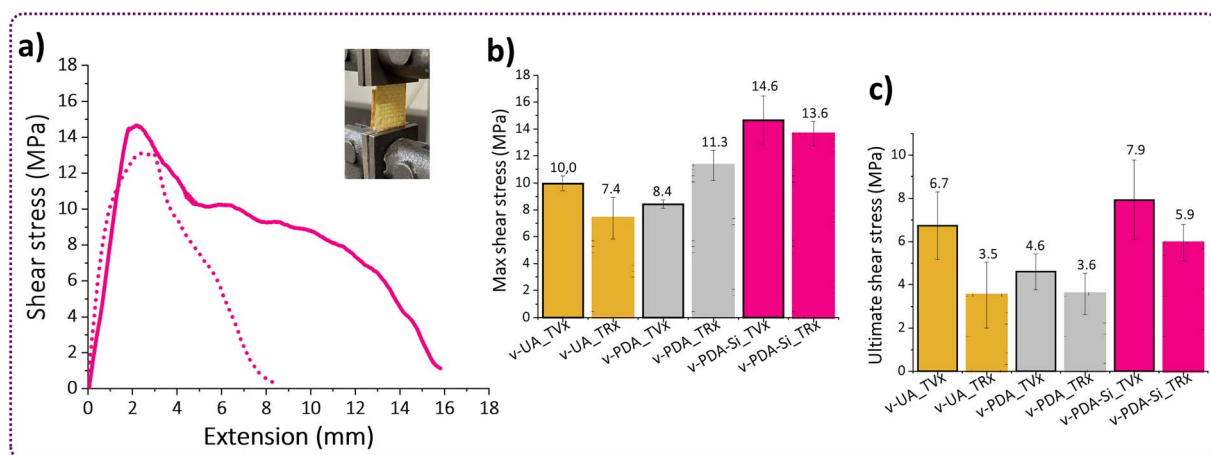 a)
Shear stress (MPa)
18
16
14
12
10
8
6
4
2
0
0 2 4 6 8 10 12 14 16 18
Extension (mm)
b)
Max shear stress (MPa)
18
16
14
12
10
8
6
4
2
0
10,0
7.4
8.4
11.3
14.6
13.6
v-UA_TVx
v-UA_TRx
v-PDA_TVx
v-PDA_TRx
v-PDA-Si_TVx
v-PDA-Si_TRx
c)
Ultimate shear stress (MPa)
10
8
6
4
2
0
6.7
3.5
4.6
3.6
7.9
5.9
v-UA_TVx
v-UA_TRx
v-PDA_TVx
v-PDA_TRx
v-PDA-Si_TVx
v-PDA-Si_TRx